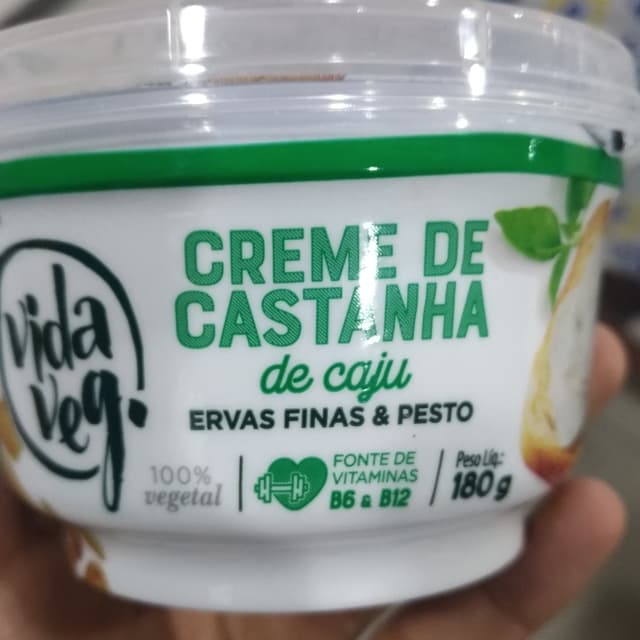 vida
veg.
CREME DE
CASTANHA
de caju
ERVAS FINAS & PESTO
100%
vegetal
FONTE DE
VITAMINAS
B6 & B12
Peso Líq.:
180g